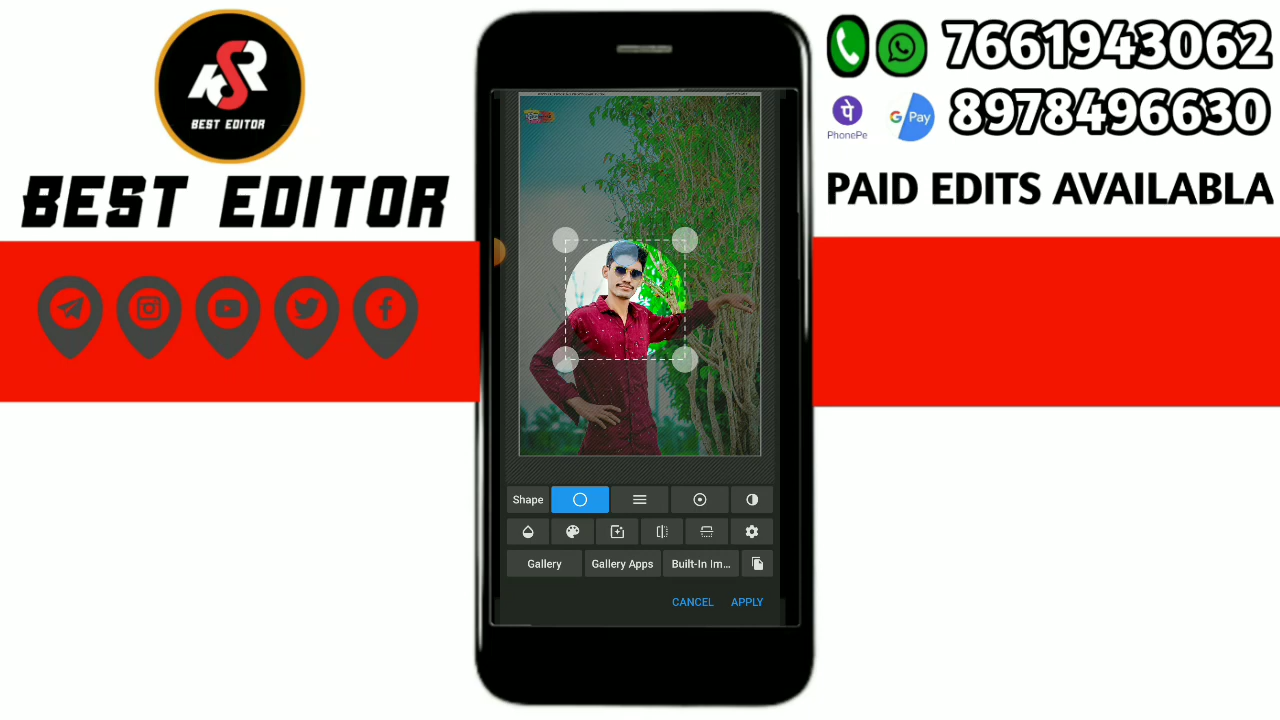 KSR
BEST EDITOR
BEST EDITOR
7661943062
PhonePe
G Pay
8978496630
PAID EDITS AVAILABLA
Shape
Gallery
Gallery Apps
Built-In Im...
CANCEL
APPLY